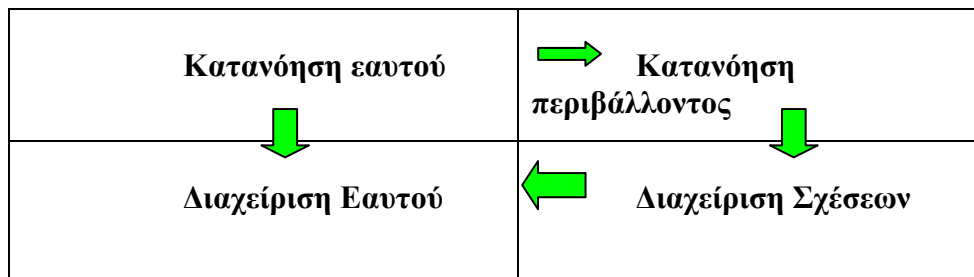 Κατανόηση εαυτού
Κατανόηση
περιβάλλοντος
Διαχείριση Εαυτού
Διαχείριση Σχέσεων